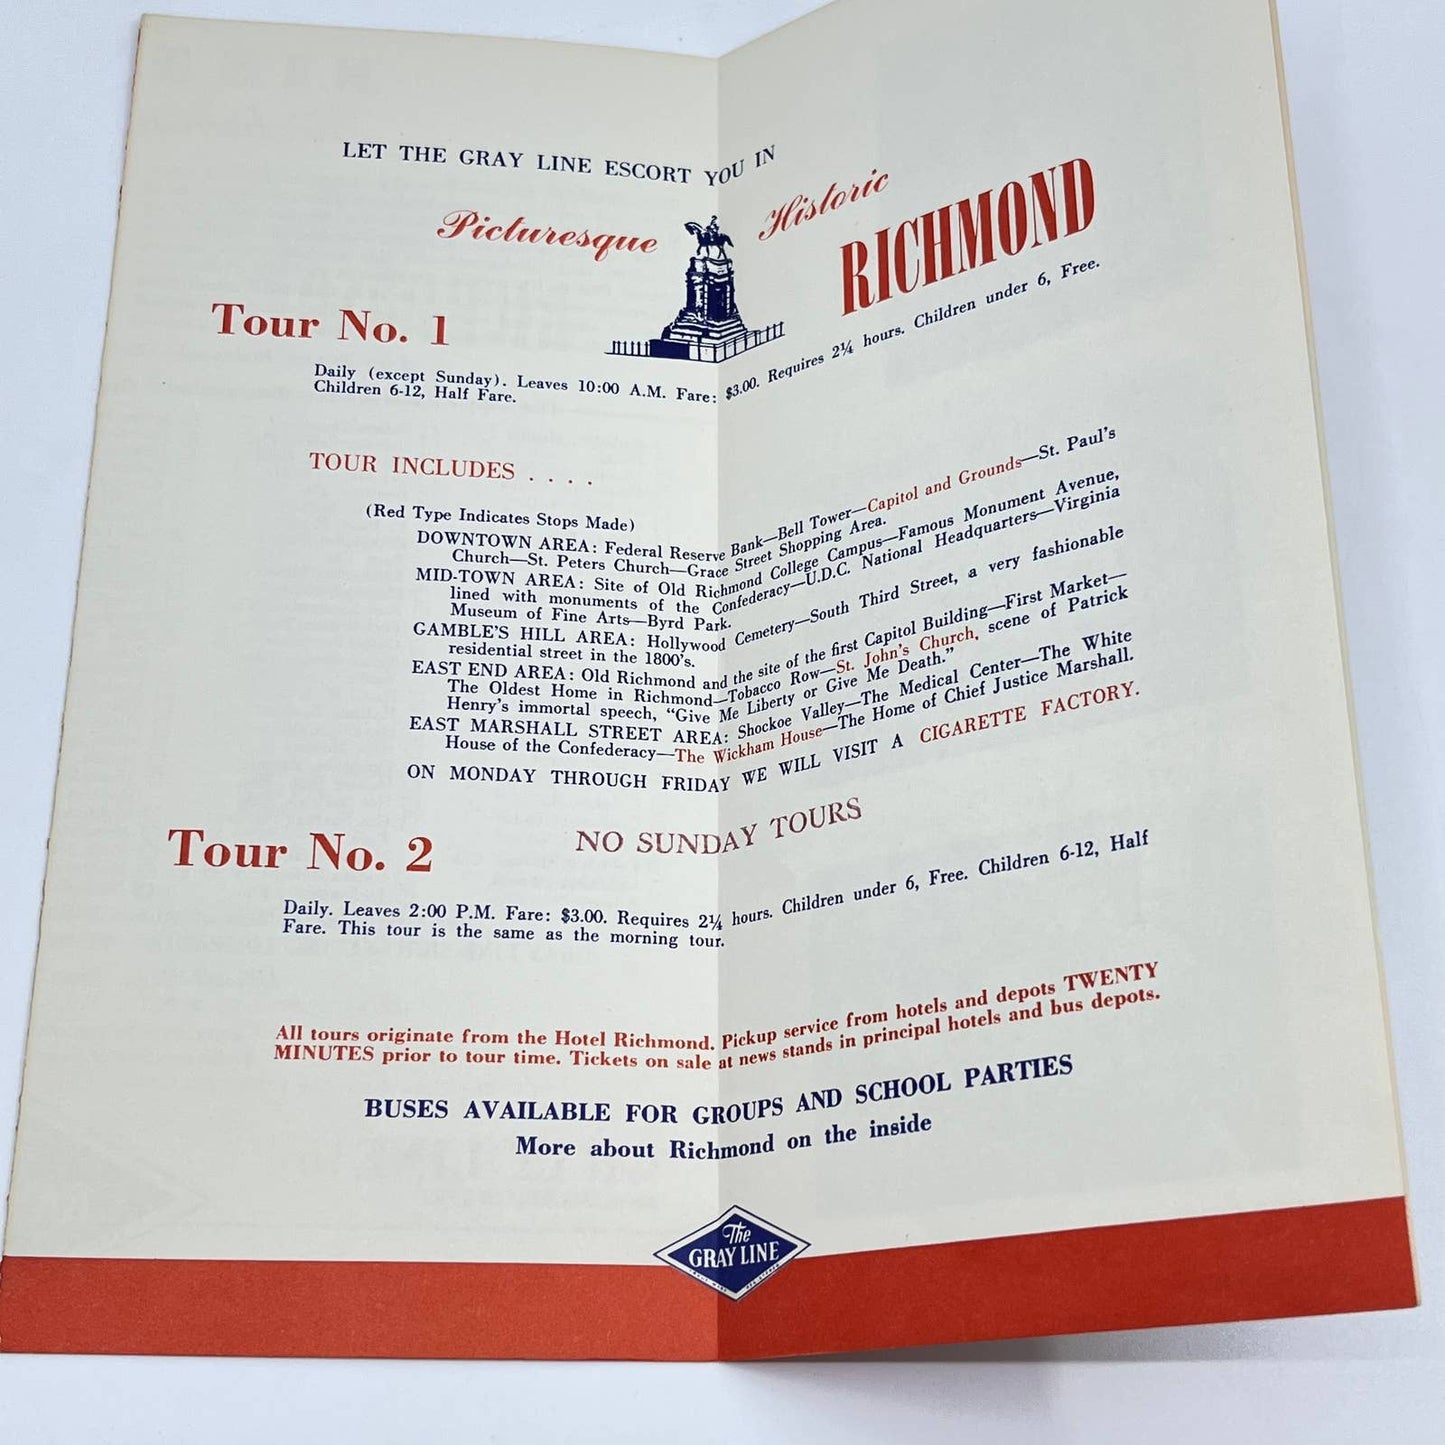 LET THE GRAY LINE ESCORT YOU IN
Picturesque Historic
RICHMOND
Tour No. 1
Daily (except Sunday). Leaves 10:00 A.M. Fare: $3.00. Requires 2¼ hours. Children under 6, Free.
Children 6-12, Half Fare.
TOUR INCLUDES . . . .
(Red Type Indicates Stops Made)
DOWNTOWN AREA: Federal Reserve Bank—Bell Tower—Capitol and Grounds—St. Paul's
Church—St. Peters Church—Grace Street Shopping Area.
MID-TOWN AREA: Site of Old Richmond College Campus—Famous Monument Avenue,
lined with monuments of the Confederacy—U.D.C. National Headquarters—Virginia
Museum of Fine Arts—Byrd Park.
GAMBLE'S HILL AREA: Hollywood Cemetery—South Third Street, a very fashionable
residential street in the 1800's.
EAST END AREA: Old Richmond and the site of the first Capitol Building—First Market—
The Oldest Home in Richmond—Tobacco Row—St. John's Church, scene of Patrick
Henry's immortal speech, "Give Me Liberty or Give Me Death."
EAST MARSHALL STREET AREA: Shockoe Valley—The Medical Center—The White
House of the Confederacy—The Wickham House—The Home of Chief Justice Marshall.
ON MONDAY THROUGH FRIDAY WE WILL VISIT A CIGARETTE FACTORY.
NO SUNDAY TOURS
Tour No. 2
Daily. Leaves 2:00 P.M. Fare: $3.00. Requires 2¼ hours. Children under 6, Free. Children 6-12, Half
Fare. This tour is the same as the morning tour.
All tours originate from the Hotel Richmond. Pickup service from hotels and depots TWENTY
MINUTES prior to tour time. Tickets on sale at news stands in principal hotels and bus depots.
BUSES AVAILABLE FOR GROUPS AND SCHOOL PARTIES
More about Richmond on the inside
The
GRAY LINE